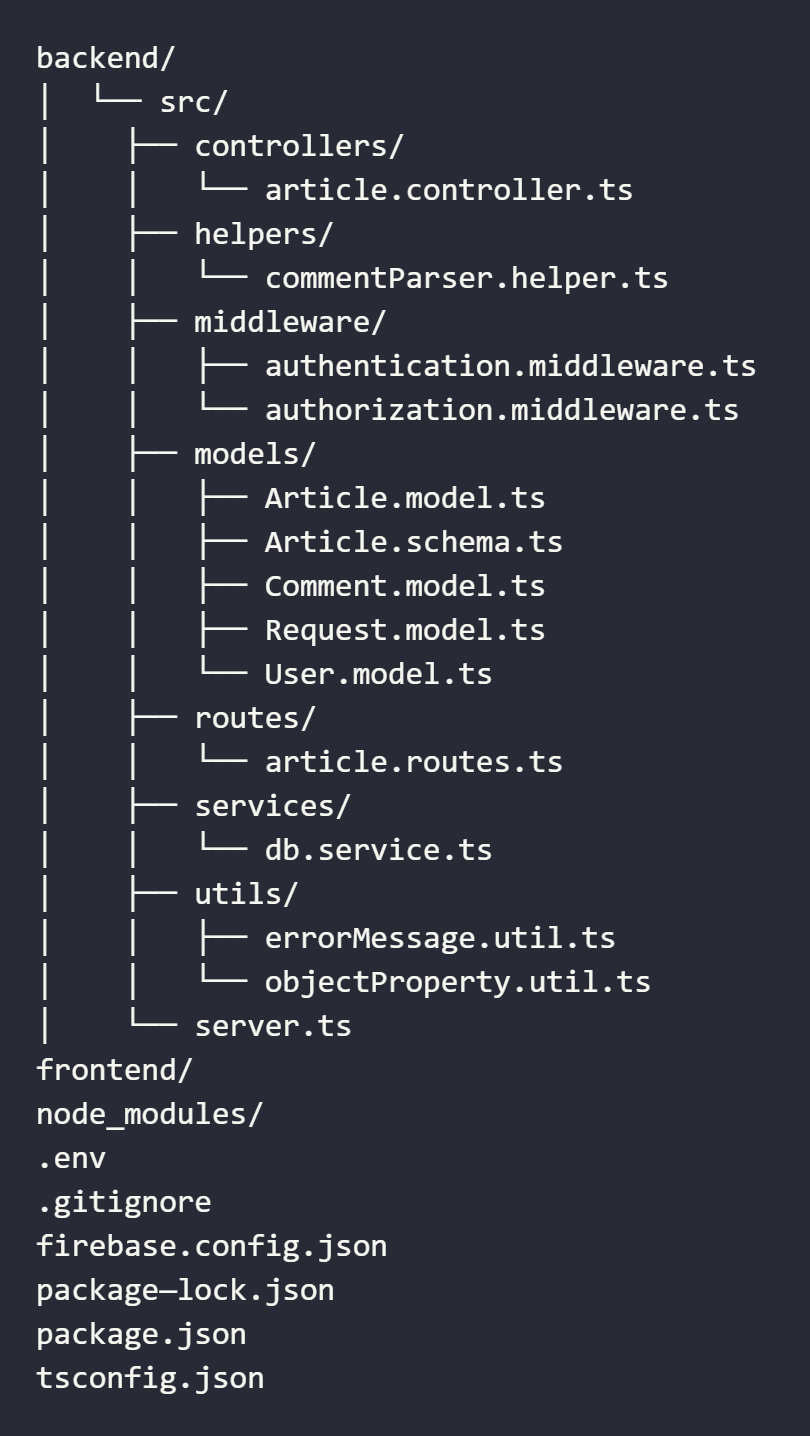 backend/
│  └── src/
│    ├── controllers/
│    │   └── article.controller.ts
│    ├── helpers/
│    │   └── commentParser.helper.ts
│    ├── middleware/
│    │   ├── authentication.middleware.ts
│    │   └── authorization.middleware.ts
│    ├── models/
│    │   ├── Article.model.ts
│    │   ├── Article.schema.ts
│    │   ├── Comment.model.ts
│    │   ├── Request.model.ts
│    │   └── User.model.ts
│    ├── routes/
│    │   └── article.routes.ts
│    ├── services/
│    │   └── db.service.ts
│    ├── utils/
│    │   ├── errorMessage.util.ts
│    │   └── objectProperty.util.ts
│    └── server.ts
frontend/
node_modules/
.env
.gitignore
firebase.config.json
package–lock.json
package.json
tsconfig.json